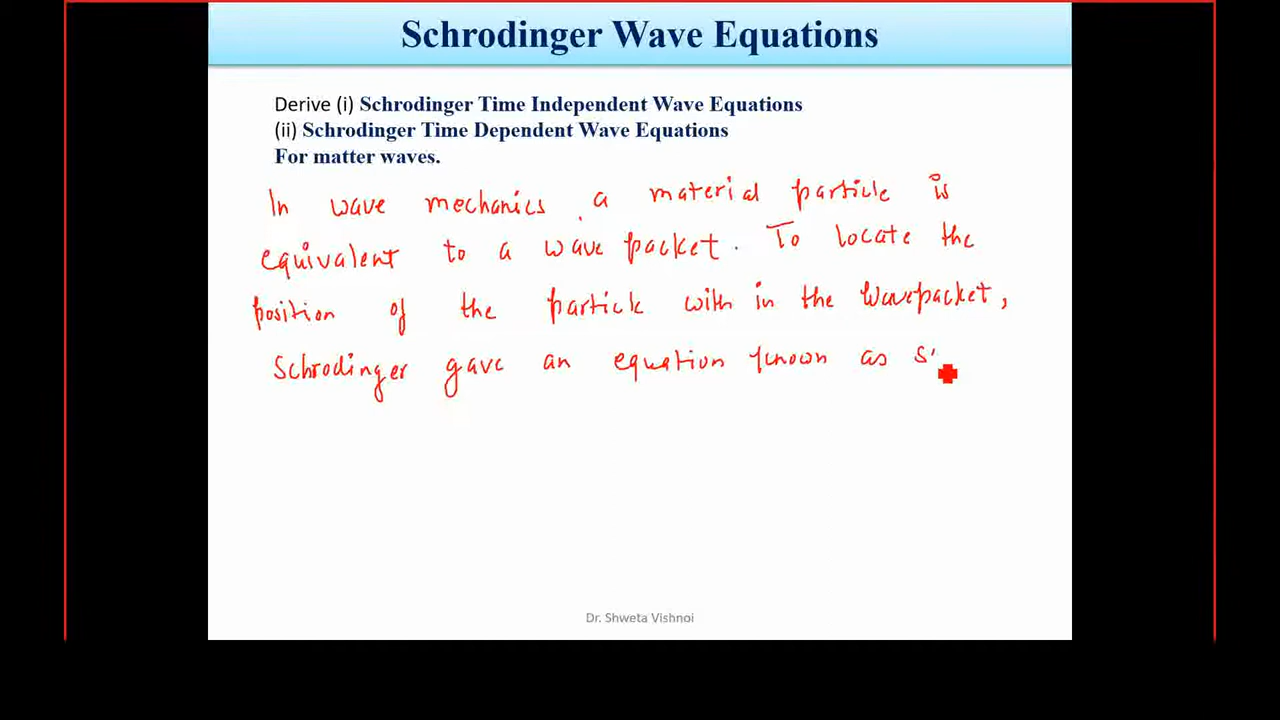 Schrodinger Wave Equations
Derive (i) Schrodinger Time Independent Wave Equations
(ii) Schrodinger Time Dependent Wave Equations
For matter waves.
In wave mechanics, a material particle is
equivalent to a wave packet. To locate the
position of the particle with in the wavepacket,
Schrodinger gave an equation known as S
Dr. Shweta Vishnoi